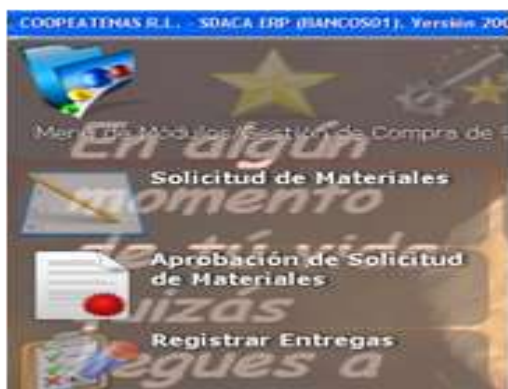 COOPEATENAS R.L. - SDACA ERP (BANCOS01). Versión 200
Menú de Módulos/Gestión de Compra de
En algún
Solicitud de Materiales
momento
de tú vida
Aprobación de Solicitud
de Materiales
quizás
Registrar Entregas
llegues a